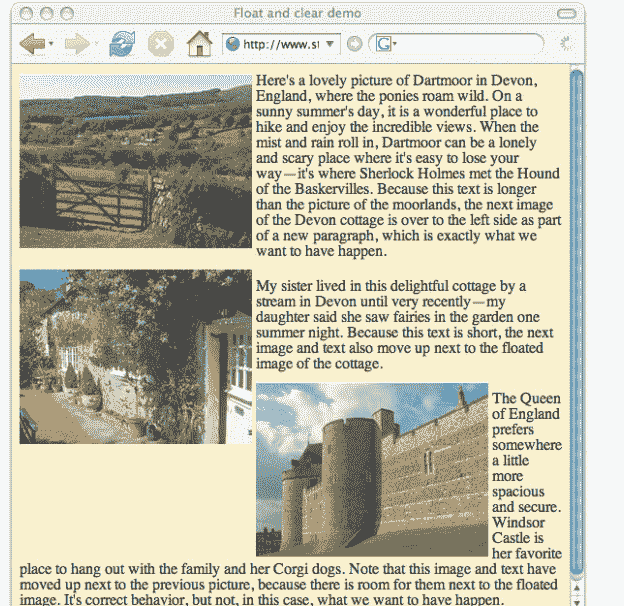 Float and clear demo
http://www.st
G
Here's a lovely picture of Dartmoor in Devon,
England, where the ponies roam wild. On a
sunny summer's day, it is a wonderful place to
hike and enjoy the incredible views. When the
mist and rain roll in, Dartmoor can be a lonely
and scary place where it's easy to lose your
way—it's where Sherlock Holmes met the Hound
of the Baskervilles. Because this text is longer
than the picture of the moorlands, the next image
of the Devon cottage is over to the left side as part
of a new paragraph, which is exactly what we
want to have happen.
My sister lived in this delightful cottage by a
stream in Devon until very recently—my
daughter said she saw fairies in the garden one
summer night. Because this text is short, the next
image and text also move up next to the floated
image of the cottage.
The Queen
of England
prefers
somewhere
a little
more
spacious
and secure.
Windsor
Castle is
her favorite
place to hang out with the family and her Corgi dogs. Note that this image and text have
moved up next to the previous picture, because there is room for them next to the floated
image. It's correct behavior, but not, in this case, what we want to have happen.